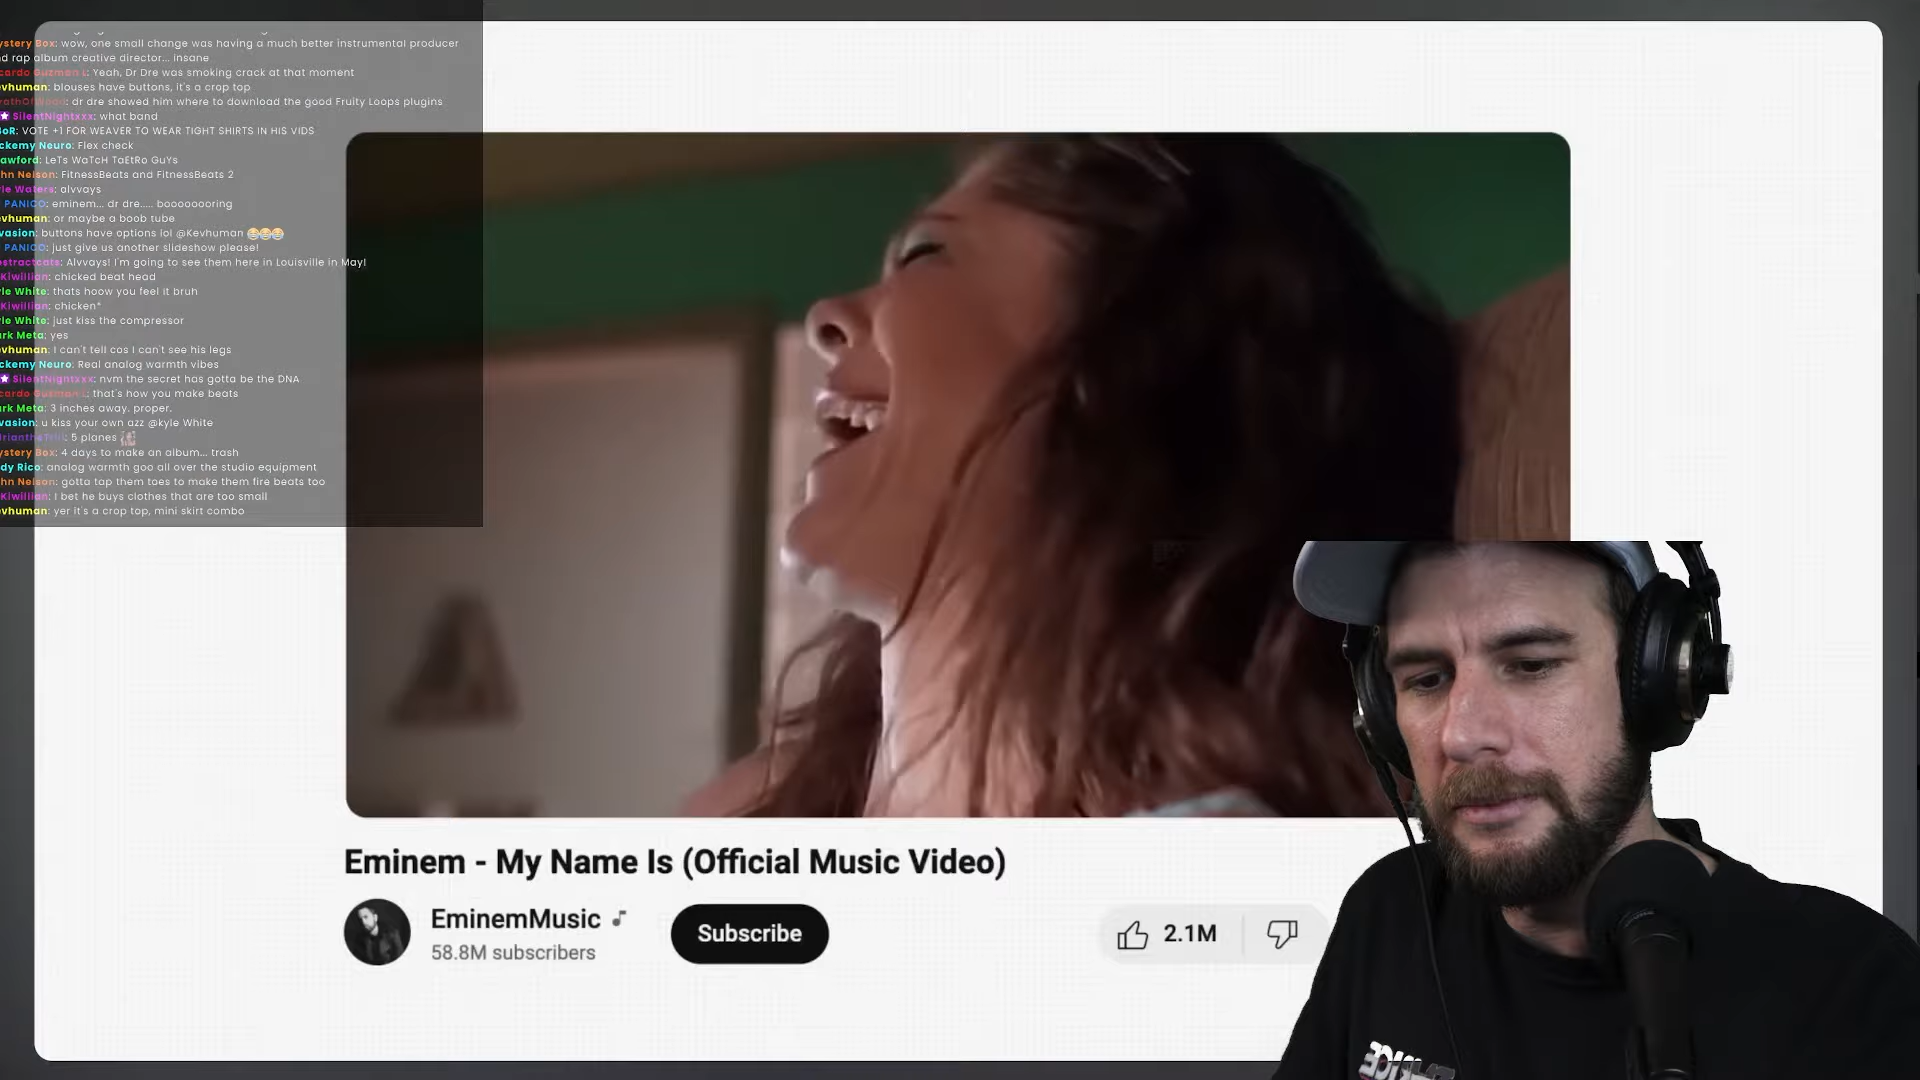 ystery Box: wow, one small change was having a much better instrumental producer
nd rap album creative director... insane
cardo Guzman L: Yeah, Dr Dre was smoking crack at that moment
evhuman: blouses have buttons, it's a crop top
dr dre showed him where to download the good Fruity Loops plugins
SilentNightxxx: what band
BoR: VOTE +1 FOR WEAVER TO WEAR TIGHT SHIRTS IN HIS VIDS
ckemy Neuro: Flex check
awford: LeTs WaTcH TaEtRo GuYs
hn Nelson: FitnessBeats and FitnessBeats 2
le Waters: alvvays
PANICO: eminem... dr dre..... boooooooring
evhuman: or maybe a boob tube
vasion: buttons have options lol @Kevhuman 😂😂😂
PANICO: just give us another slideshow please!
stractcats: Alvvays! I'm going to see them here in Louisville in May!
Kiwillian: chicked beat head
le White: thats hoow you feel it bruh
Kiwillian: chicken*
le White: just kiss the compressor
rk Meta: yes
evhuman: I can't tell cos I can't see his legs
ckemy Neuro: Real analog warmth vibes
SilentNightxxx: nvm the secret has gotta be the DNA
cardo Guzman L: that's how you make beats
rk Meta: 3 inches away. proper.
vasion: u kiss your own azz @kyle White
5 planes
ystery Box: 4 days to make an album... trash
dy Rico: analog warmth goo all over the studio equipment
hn Nelson: gotta tap them toes to make them fire beats too
Kiwillian: I bet he buys clothes that are too small
evhuman: yer it's a crop top, mini skirt combo
Eminem - My Name Is (Official Music Video)
EminemMusic
58.8M subscribers
Subscribe
2.1M